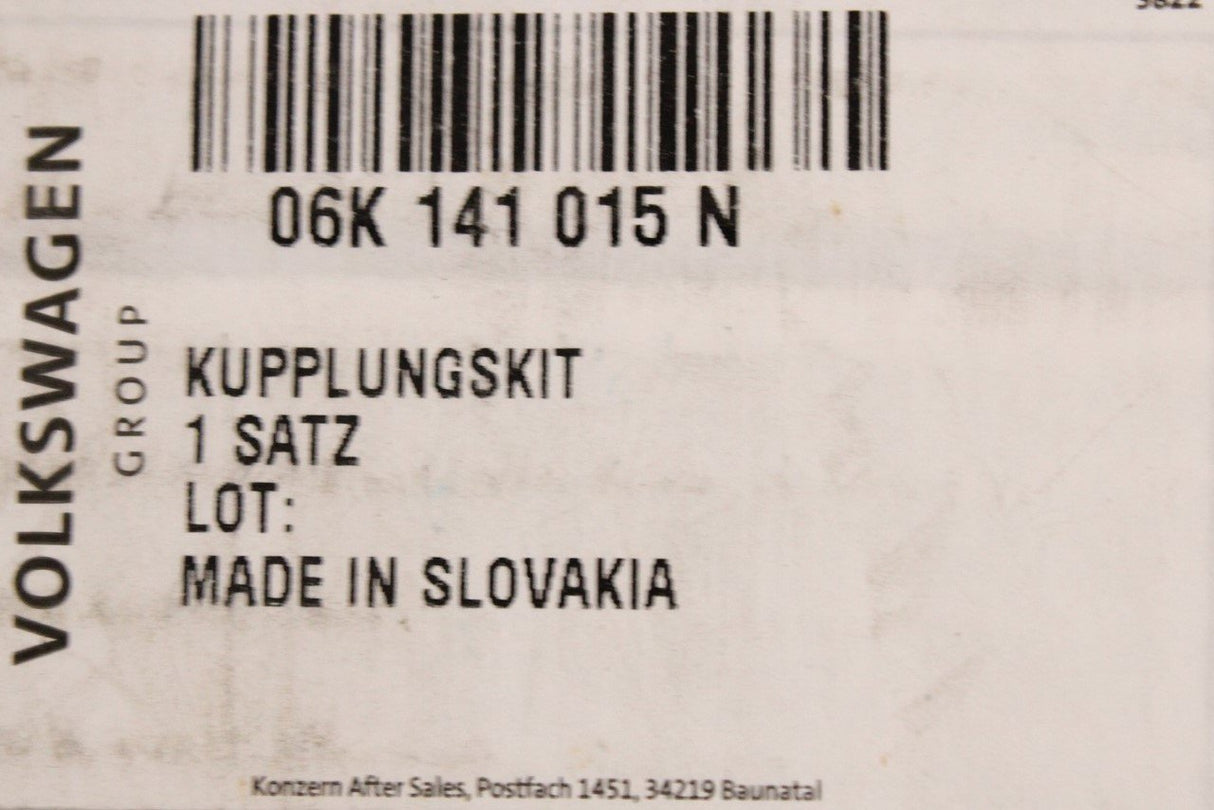 06K 141 015 N
VOLKSWAGEN
GROUP
KUPPLUNGSKIT
1 SATZ
LOT:
MADE IN SLOVAKIA
Konzern After Sales, Postfach 1451, 34219 Baunatal